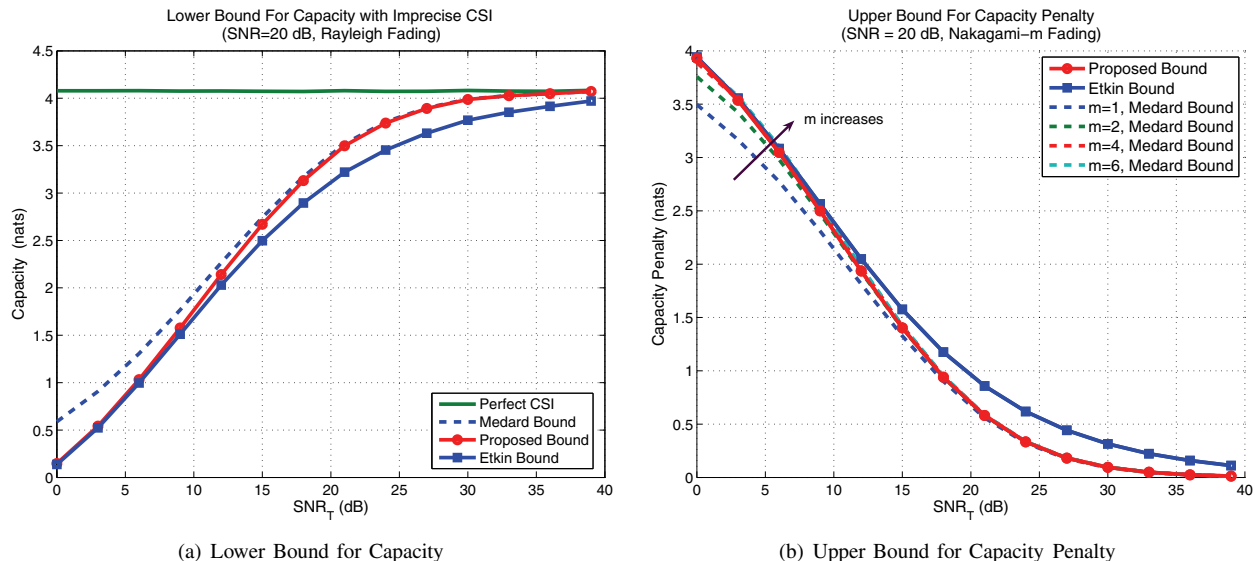 Lower Bound For Capacity with Imprecise CSI
(SNR=20 dB, Rayleigh Fading)
4.5
4
3.5
3
2.5
2
1.5
1
0.5
0
Capacity (nats)
0 5 10 15 20 25 30 35 40
SNR_T (dB)
Perfect CSI
Medard Bound
Proposed Bound
Etkin Bound
(a) Lower Bound for Capacity
Upper Bound For Capacity Penalty
(SNR = 20 dB, Nakagami−m Fading)
4
3.5
3
2.5
2
1.5
1
0.5
0
Capacity Penalty (nats)
0 5 10 15 20 25 30 35 40
SNR_T (dB)
m increases
Proposed Bound
Etkin Bound
m=1, Medard Bound
m=2, Medard Bound
m=4, Medard Bound
m=6, Medard Bound
(b) Upper Bound for Capacity Penalty